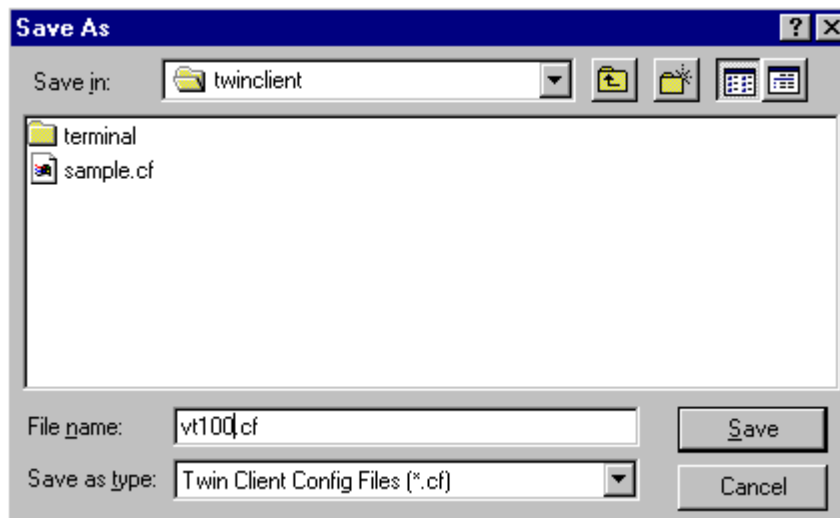 Save As
Save in: twinclient
terminal
sample.cf
File name: vt100.cf Save
Save as type: Twin Client Config Files (*.cf) Cancel